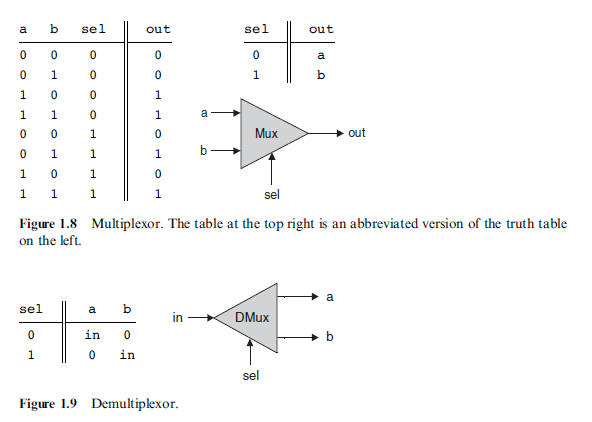 a b sel out
0 0 0 0
0 1 0 0
1 0 0 1
1 1 0 1
0 0 1 0
0 1 1 1
1 0 1 0
1 1 1 1
sel out
0 a
1 b
a
b
Mux
out
sel
Figure 1.8 Multiplexor. The table at the top right is an abbreviated version of the truth table
on the left.
sel a b
0 in 0
1 0 in
in
DMux
a
b
sel
Figure 1.9 Demultiplexor.